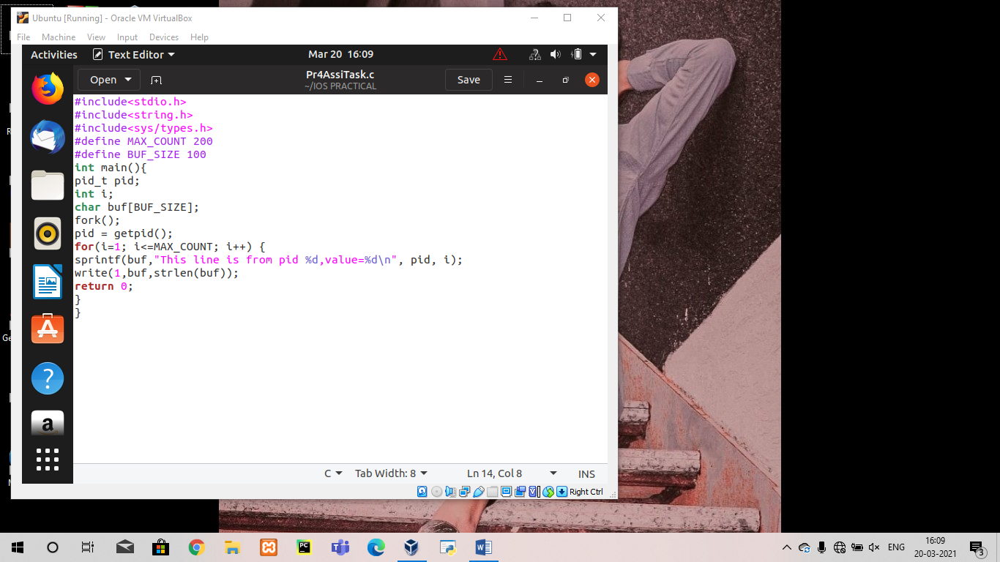 Ubuntu [Running] - Oracle VM VirtualBox
File Machine View Input Devices Help
Activities Text Editor Mar 20 16:09
Open Pr4AssiTask.c Save
~/IOS PRACTICAL
#include<stdio.h>
#include<string.h>
#include<sys/types.h>
#define MAX_COUNT 200
#define BUF_SIZE 100
int main(){
pid_t pid;
int i;
char buf[BUF_SIZE];
fork();
pid = getpid();
for(i=1; i<=MAX_COUNT; i++) {
sprintf(buf,"This line is from pid %d,value=%d\n", pid, i);
write(1,buf,strlen(buf));
return 0;
}
}
C Tab Width: 8 Ln 14, Col 8 INS
Right Ctrl
ENG 16:09
20-03-2021
3